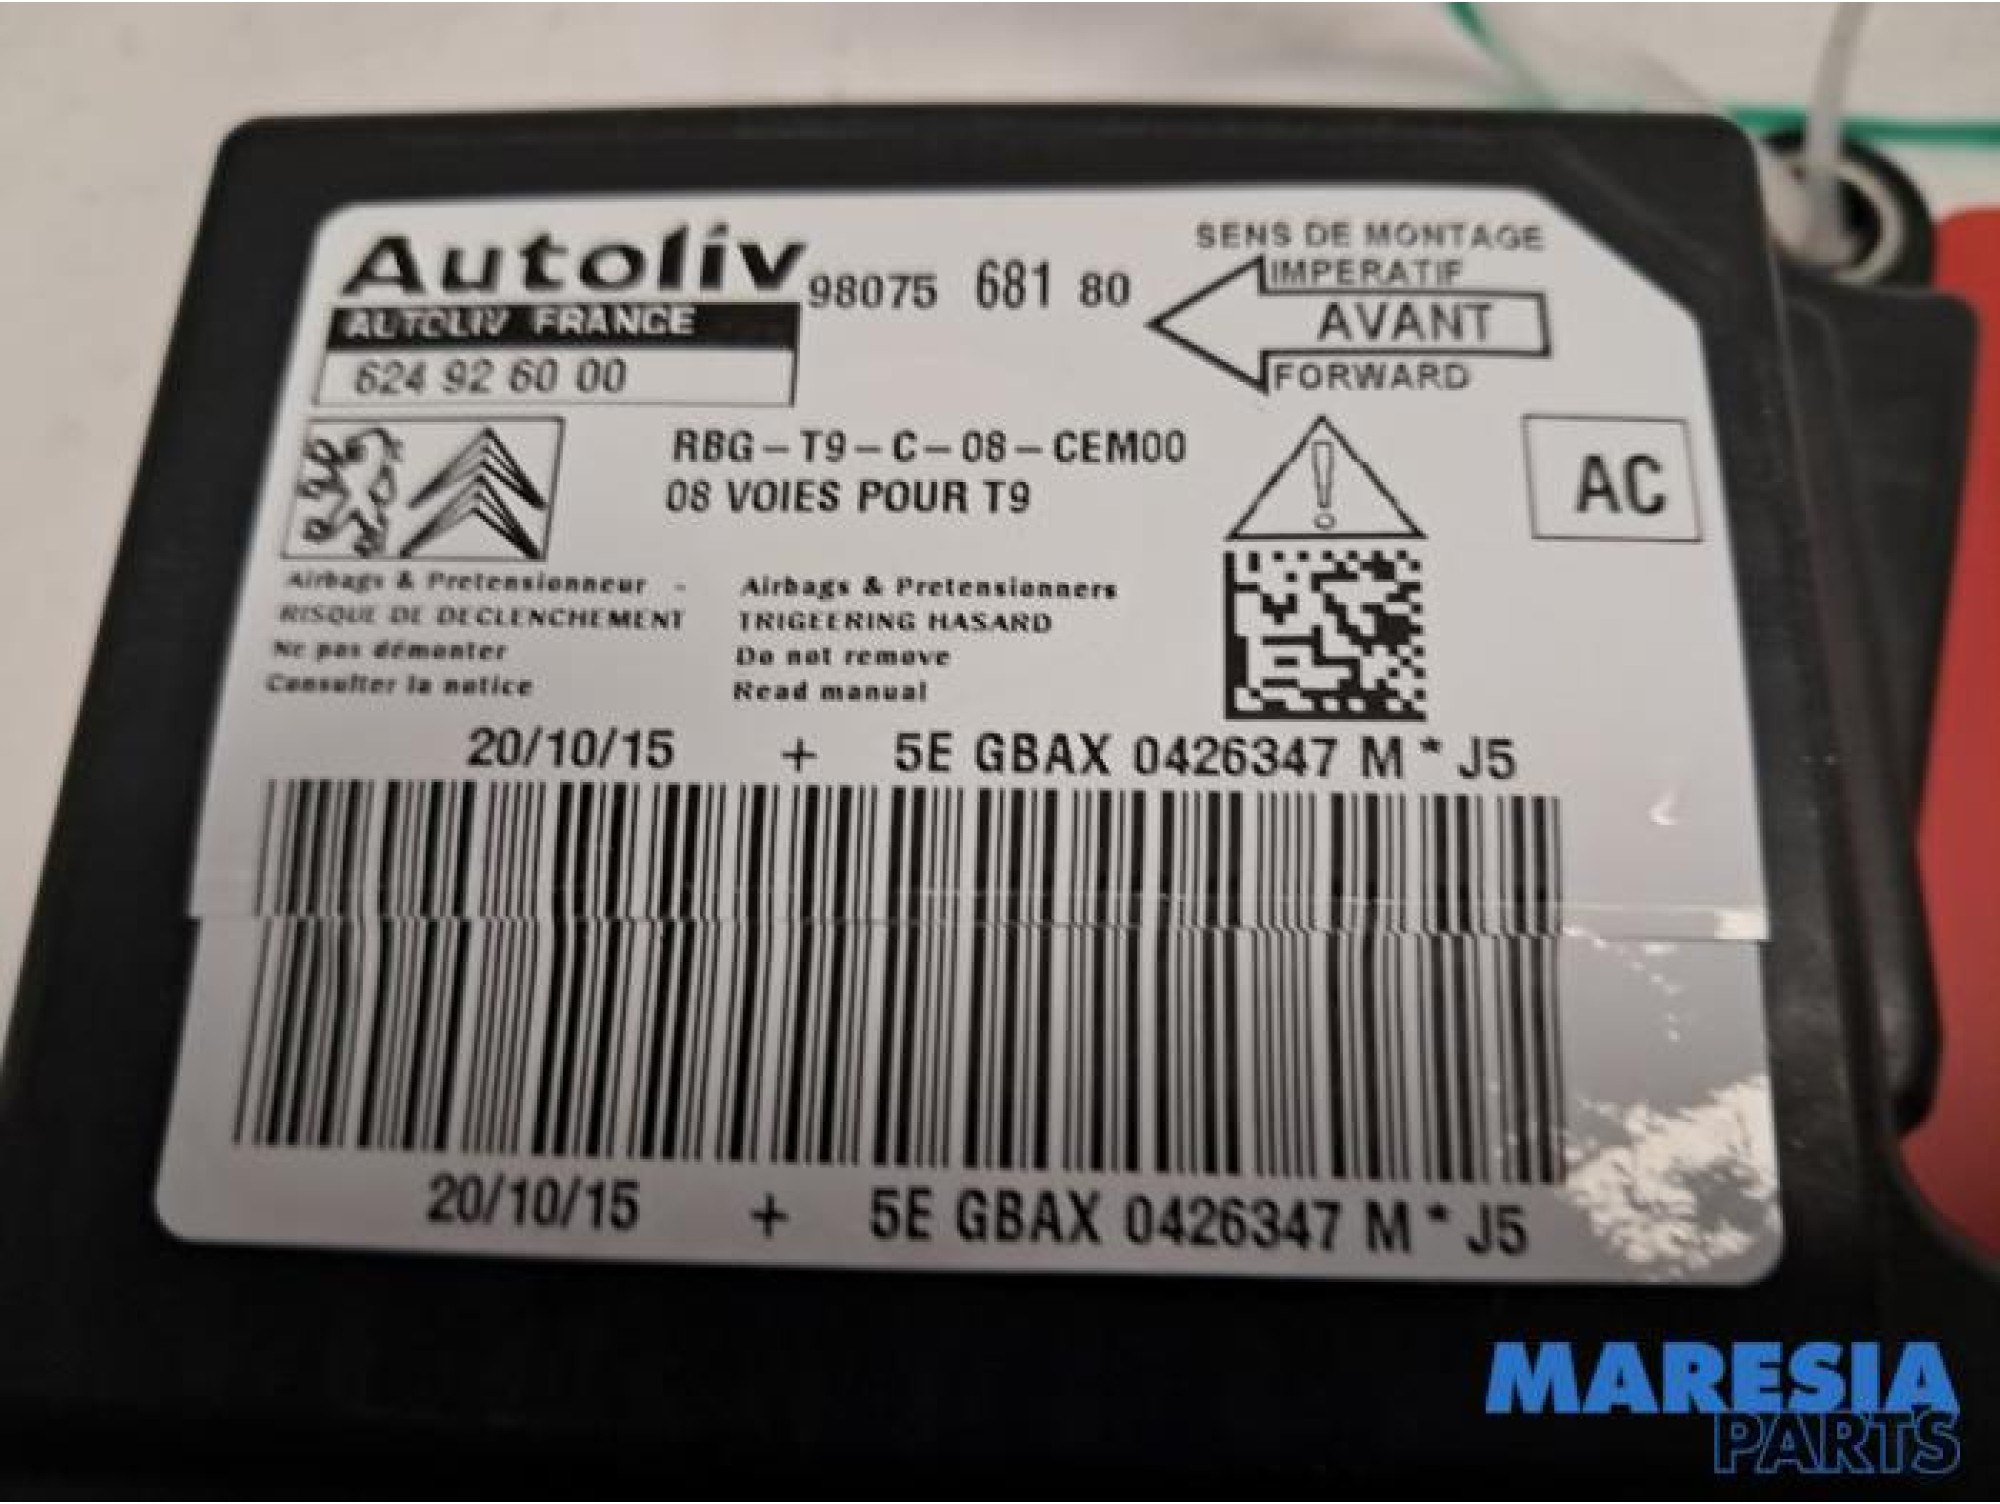 Autoliv 98075 681 80
AUTOLIV FRANCE
624 92 60 00
SENS DE MONTAGE
IMPERATIF
AVANT
FORWARD
RBG-T9-C-08-CEM00
08 VOIES POUR T9
AC
Airbags & Pretensionneur -
RISQUE DE DECLENCHEMENT
Ne pas démonter
Consulter la notice
Airbags & Pretensionners
TRIGEERING HASARD
Do not remove
Read manual
20/10/15 + 5E GBAX 0426347 M * J5
20/10/15 + 5E GBAX 0426347 M * J5
MARESIA
PARTS